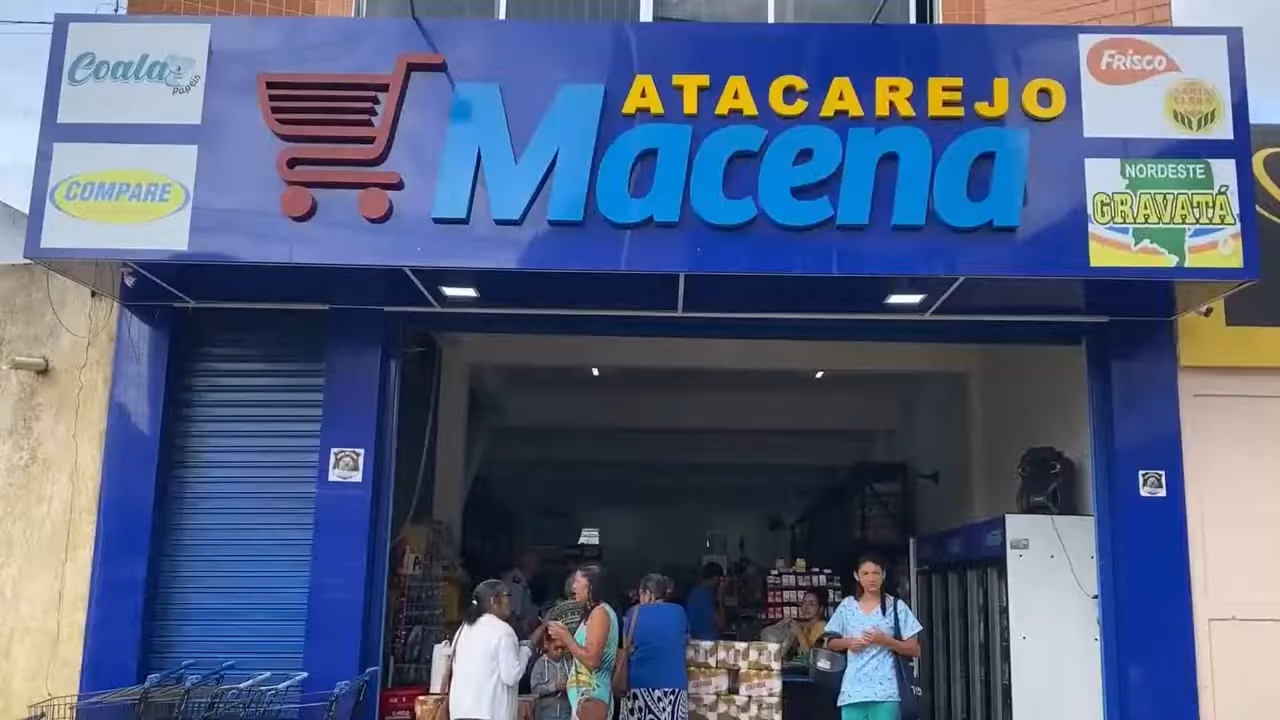 Coala
papéis
COMPARE
ATACAREJO
Macena
FRISCO
SANTA
CLARA
NORDESTE
GRAVATÁ